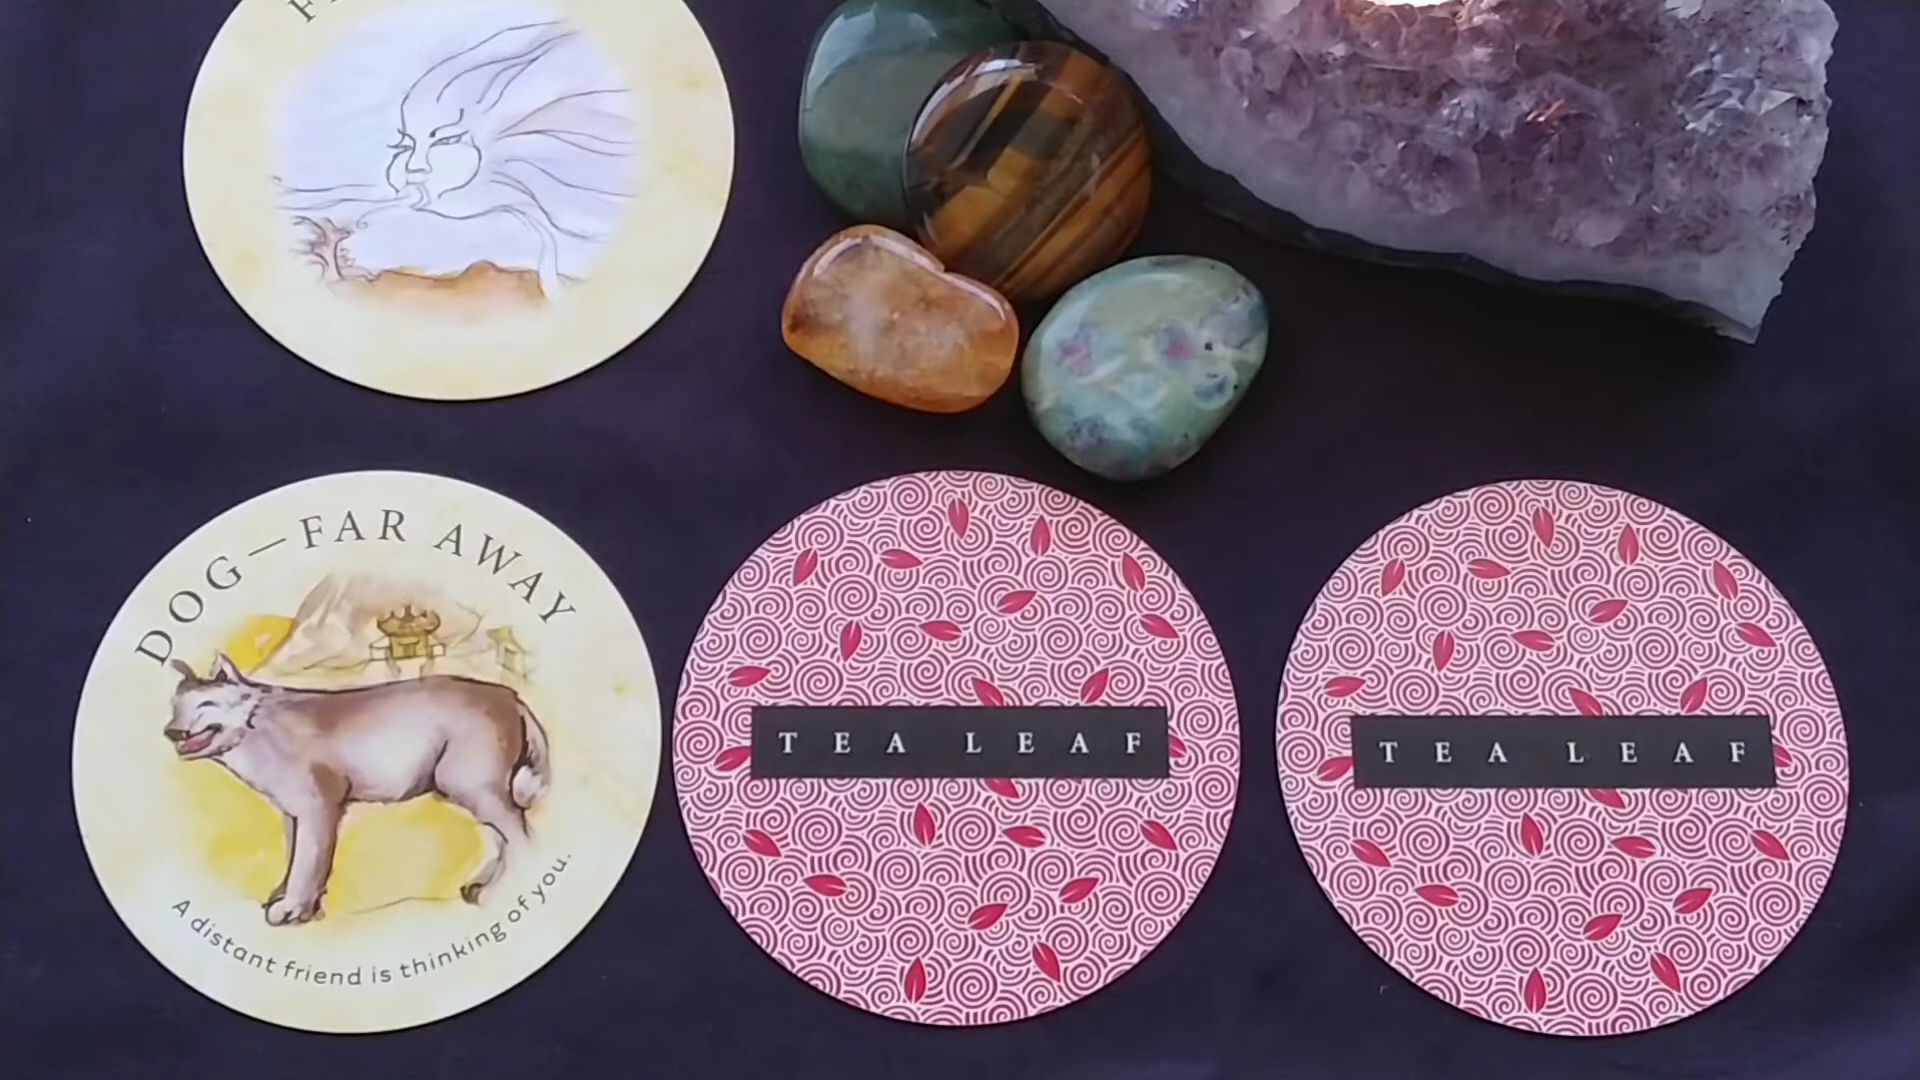 DOG—FAR AWAY
A distant friend is thinking of you.
TEA LEAF
TEA LEAF